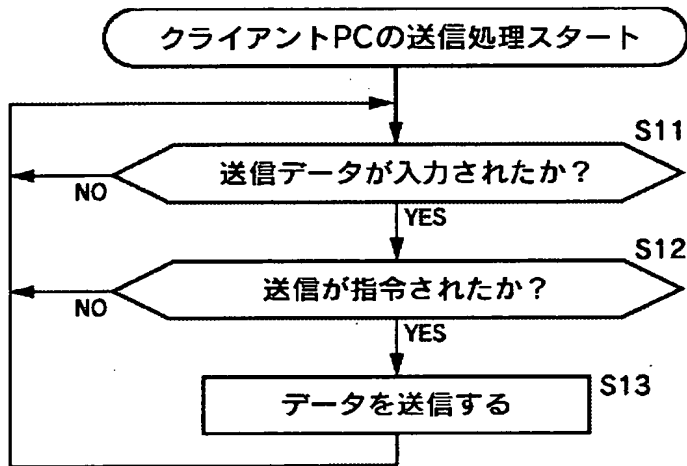 クライアントPCの送信処理スタート
S11
送信データが入力されたか?
NO
YES
S12
送信が指令されたか?
NO
YES
S13
データを送信する